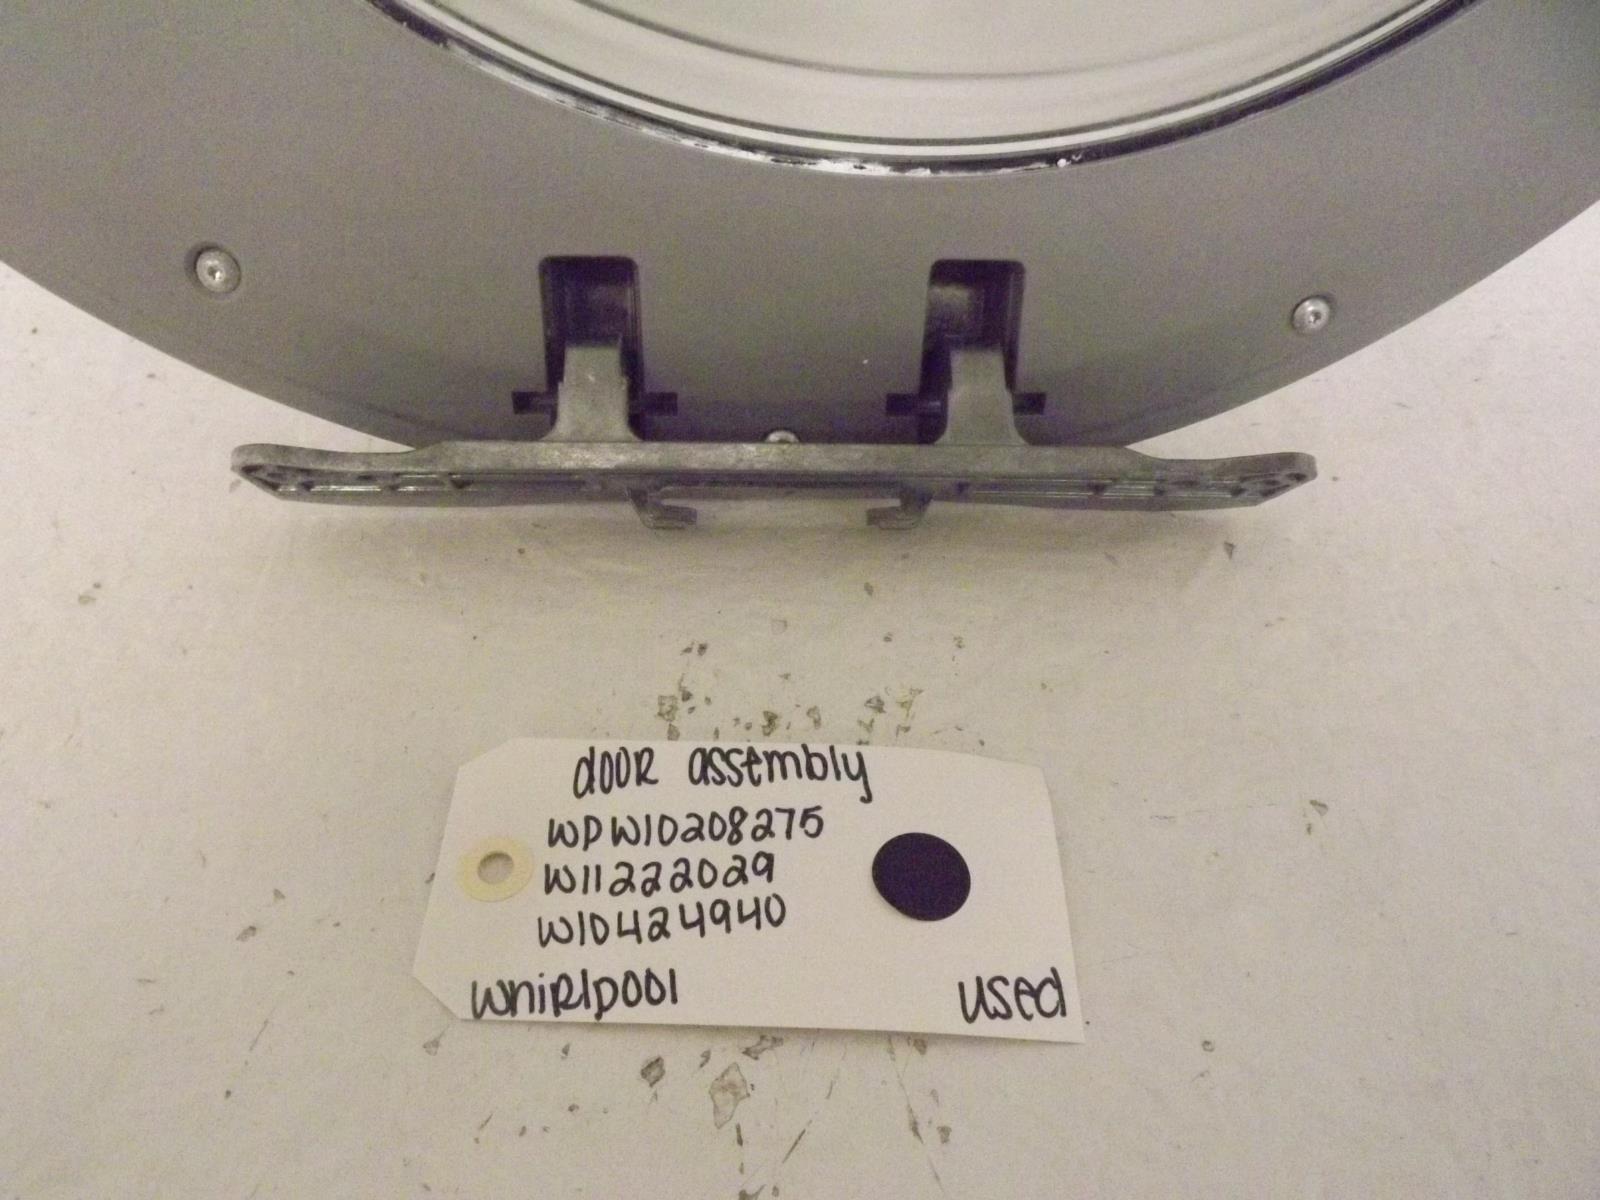 dOOR assembly
WPW10208275
W11222029
W10424940
WhiRlpool used